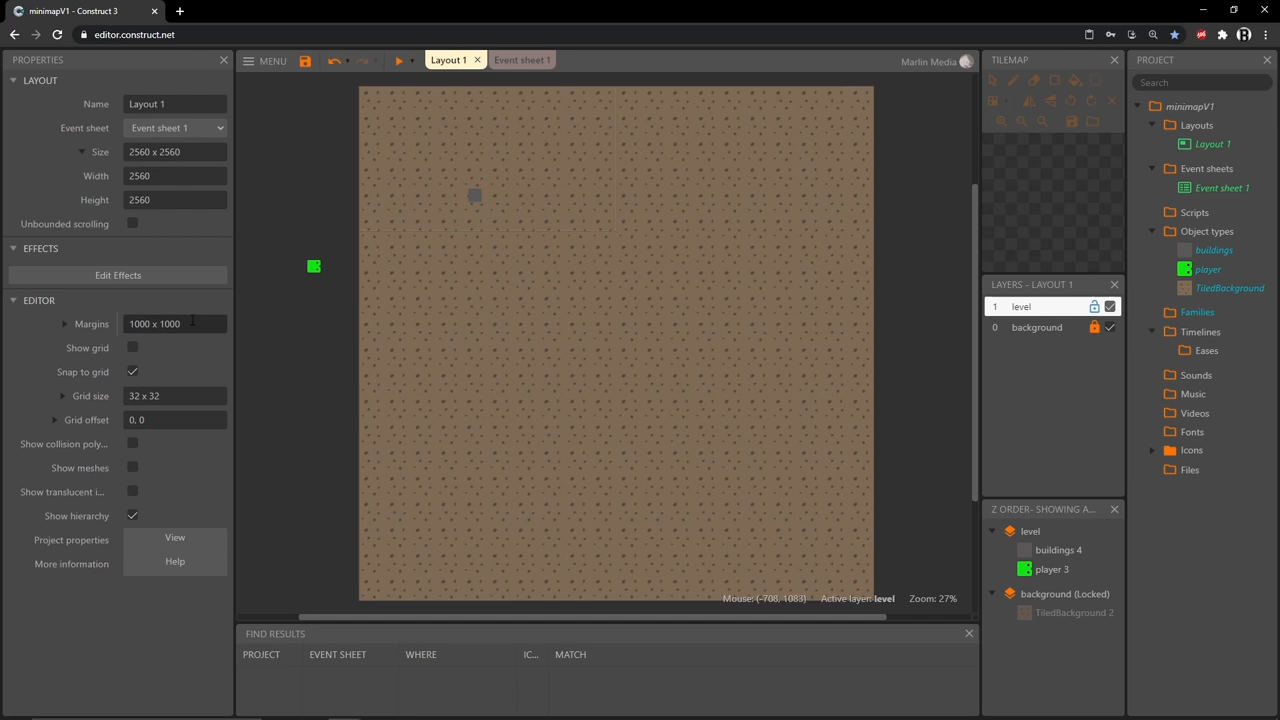 minimapV1 - Construct 3
editor.construct.net
PROPERTIES
LAYOUT
Name
Layout 1
Event sheet
Event sheet 1
Size
2560 x 2560
Width
2560
Height
2560
Unbounded scrolling
EFFECTS
Edit Effects
EDITOR
Margins
1000 x 1000
Show grid
Snap to grid
Grid size
32 x 32
Grid offset
0, 0
Show collision poly...
Show meshes
Show translucent i...
Show hierarchy
Project properties
View
More information
Help
MENU
Layout 1
Event sheet 1
Marlin Media
Mouse: (-708, 1083)
Active layer: level
Zoom: 27%
FIND RESULTS
PROJECT
EVENT SHEET
WHERE
IC...
MATCH
TILEMAP
LAYERS - LAYOUT 1
1 level
0 background
Z ORDER- SHOWING A...
level
buildings 4
player 3
background (Locked)
TiledBackground 2
PROJECT
Search
minimapV1
Layouts
Layout 1
Event sheets
Event sheet 1
Scripts
Object types
buildings
player
TiledBackground
Families
Timelines
Eases
Sounds
Music
Videos
Fonts
Icons
Files